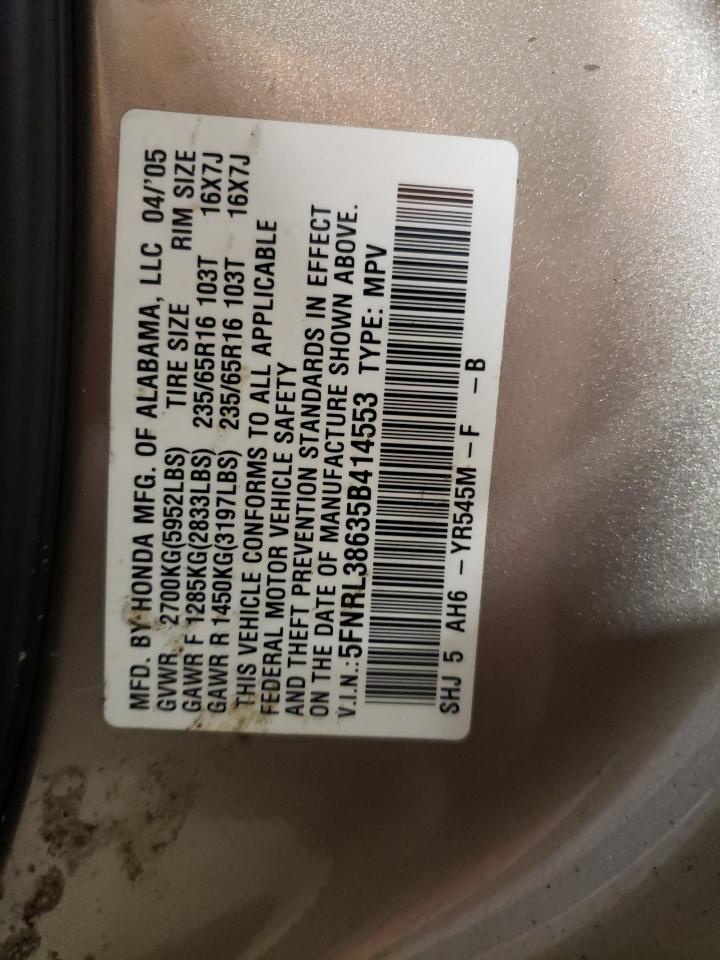 MFD. BY HONDA MFG. OF ALABAMA, LLC 04/'05
GVWR 2700KG(5952LBS) TIRE SIZE RIM SIZE
GAWR F 1285KG(2833LBS) 235/65R16 103T 16X7J
GAWR R 1450KG(3197LBS) 235/65R16 103T 16X7J
THIS VEHICLE CONFORMS TO ALL APPLICABLE
FEDERAL MOTOR VEHICLE SAFETY
AND THEFT PREVENTION STANDARDS IN EFFECT
ON THE DATE OF MANUFACTURE SHOWN ABOVE.
V.I.N.:5FNRL38635B414553 TYPE: MPV
SHJ 5 AH6 -YR545M-F -B